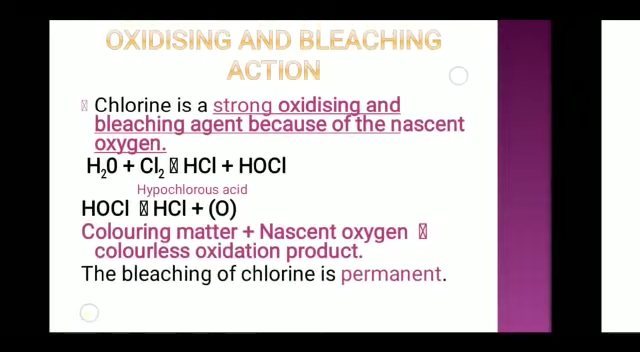 OXIDISING AND BLEACHING
ACTION
Chlorine is a strong oxidising and
bleaching agent because of the nascent
oxygen.
H₂0 + Cl₂ HCl + HOCl
Hypochlorous acid
HOCl HCl + (O)
Colouring matter + Nascent oxygen
colourless oxidation product.
The bleaching of chlorine is permanent.